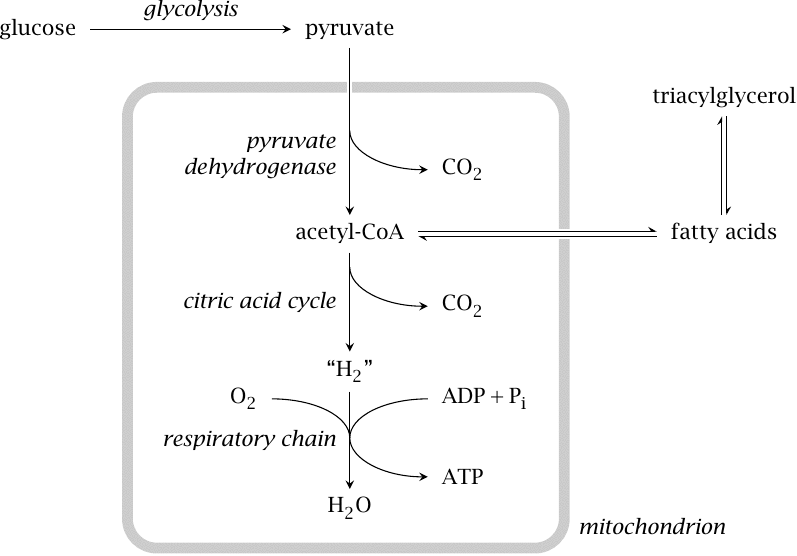 glycolysis
glucose
pyruvate
triacylglycerol
pyruvate
dehydrogenase
CO₂
acetyl-CoA
fatty acids
citric acid cycle
CO₂
“H₂”
O₂
ADP + Pᵢ
respiratory chain
ATP
H₂O
mitochondrion